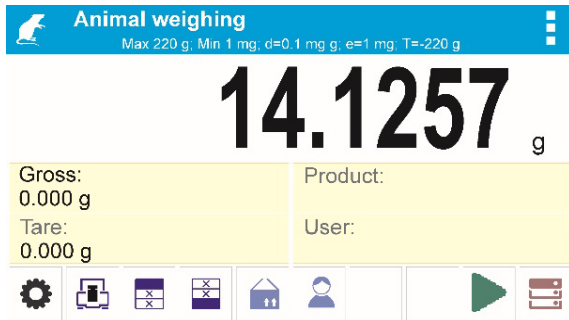 Animal weighing
Max 220 g; Min 1 mg; d=0.1 mg g; e=1 mg; T=-220 g
14.1257 g
Gross:
0.000 g
Product:
Tare:
0.000 g
User: